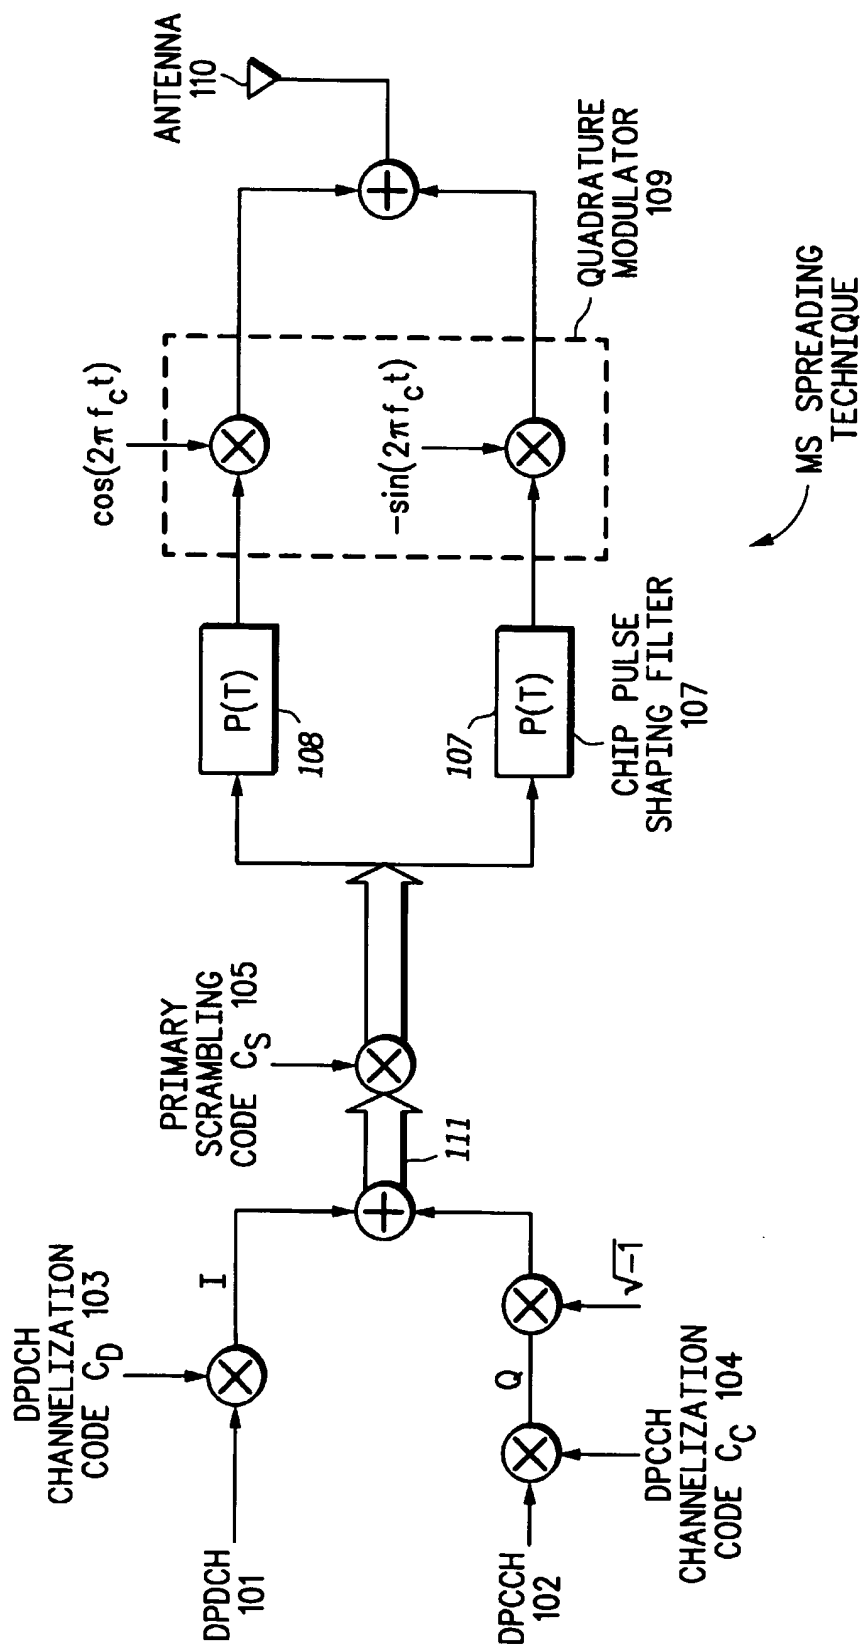 DPDCH
101
DPDCH
CHANNELIZATION
CODE C_D 103
I
DPCCH
102
DPCCH
CHANNELIZATION
CODE C_C 104
Q
√-1
111
PRIMARY
SCRAMBLING
CODE C_S 105
P(T)
108
107
P(T)
CHIP PULSE
SHAPING FILTER
107
cos(2πf_c t)
-sin(2πf_c t)
QUADRATURE
MODULATOR
109
ANTENNA
110
MS SPREADING
TECHNIQUE